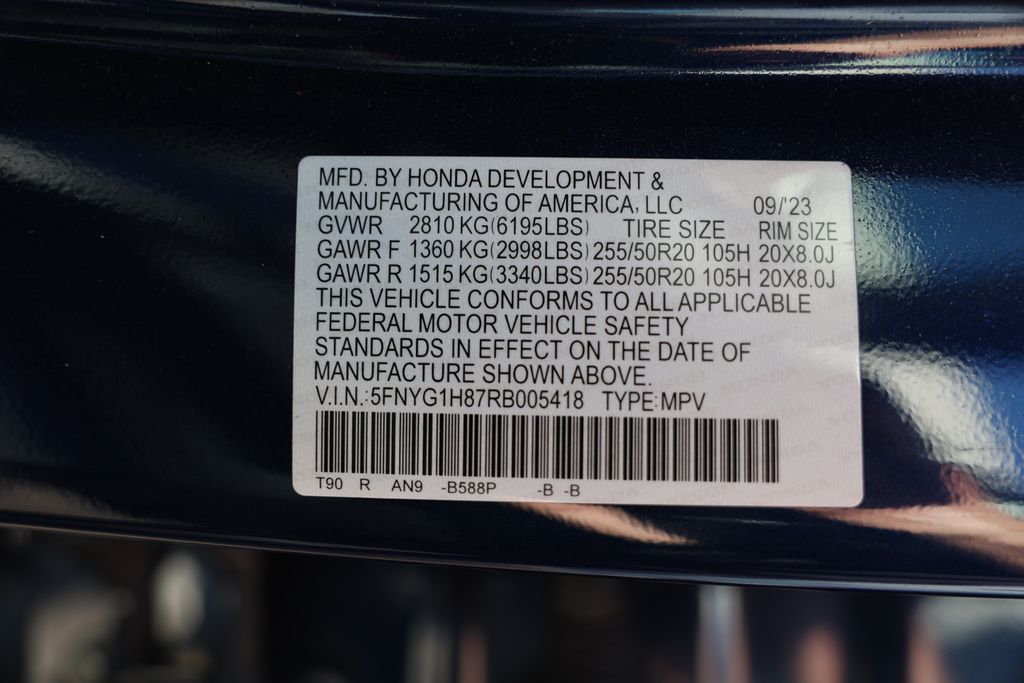 MFD. BY HONDA DEVELOPMENT &
MANUFACTURING OF AMERICA, LLC 09/'23
GVWR 2810 KG(6195LBS) TIRE SIZE RIM SIZE
GAWR F 1360 KG(2998LBS) 255/50R20 105H 20X8.0J
GAWR R 1515 KG(3340LBS) 255/50R20 105H 20X8.0J
THIS VEHICLE CONFORMS TO ALL APPLICABLE
FEDERAL MOTOR VEHICLE SAFETY
STANDARDS IN EFFECT ON THE DATE OF
MANUFACTURE SHOWN ABOVE.
V.I.N.:5FNYG1H87RB005418 TYPE:MPV
T90 R AN9 -B588P -B -B